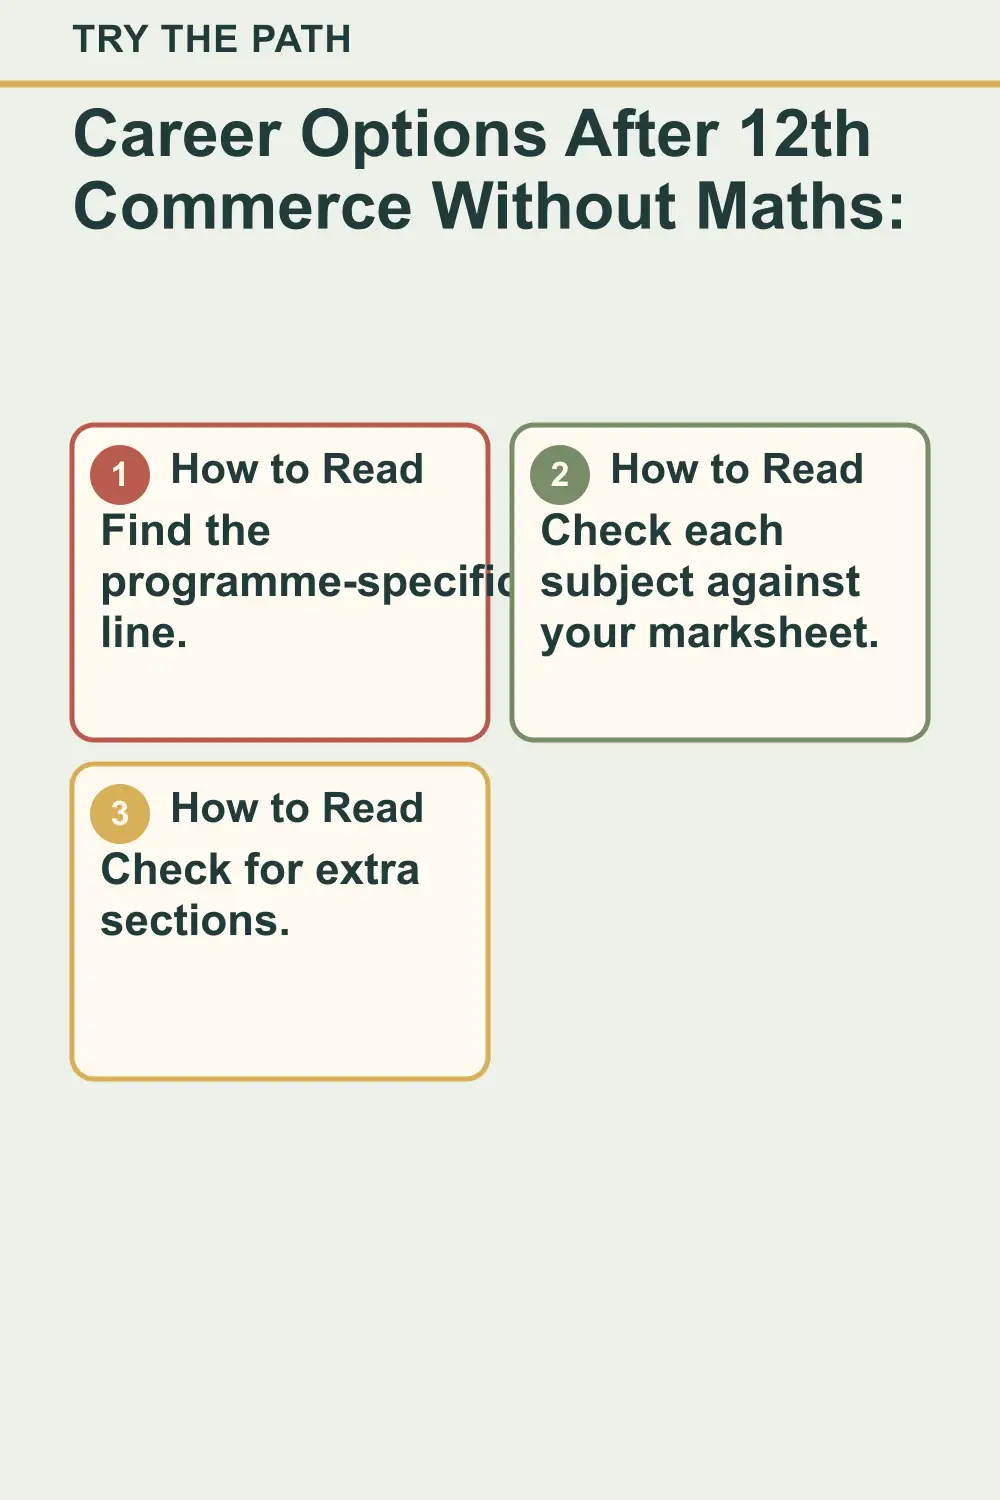 TRY THE PATH
Career Options After 12th
Commerce Without Maths:
1 How to Read
Find the
programme-specific
line.
2 How to Read
Check each
subject against
your marksheet.
3 How to Read
Check for extra
sections.